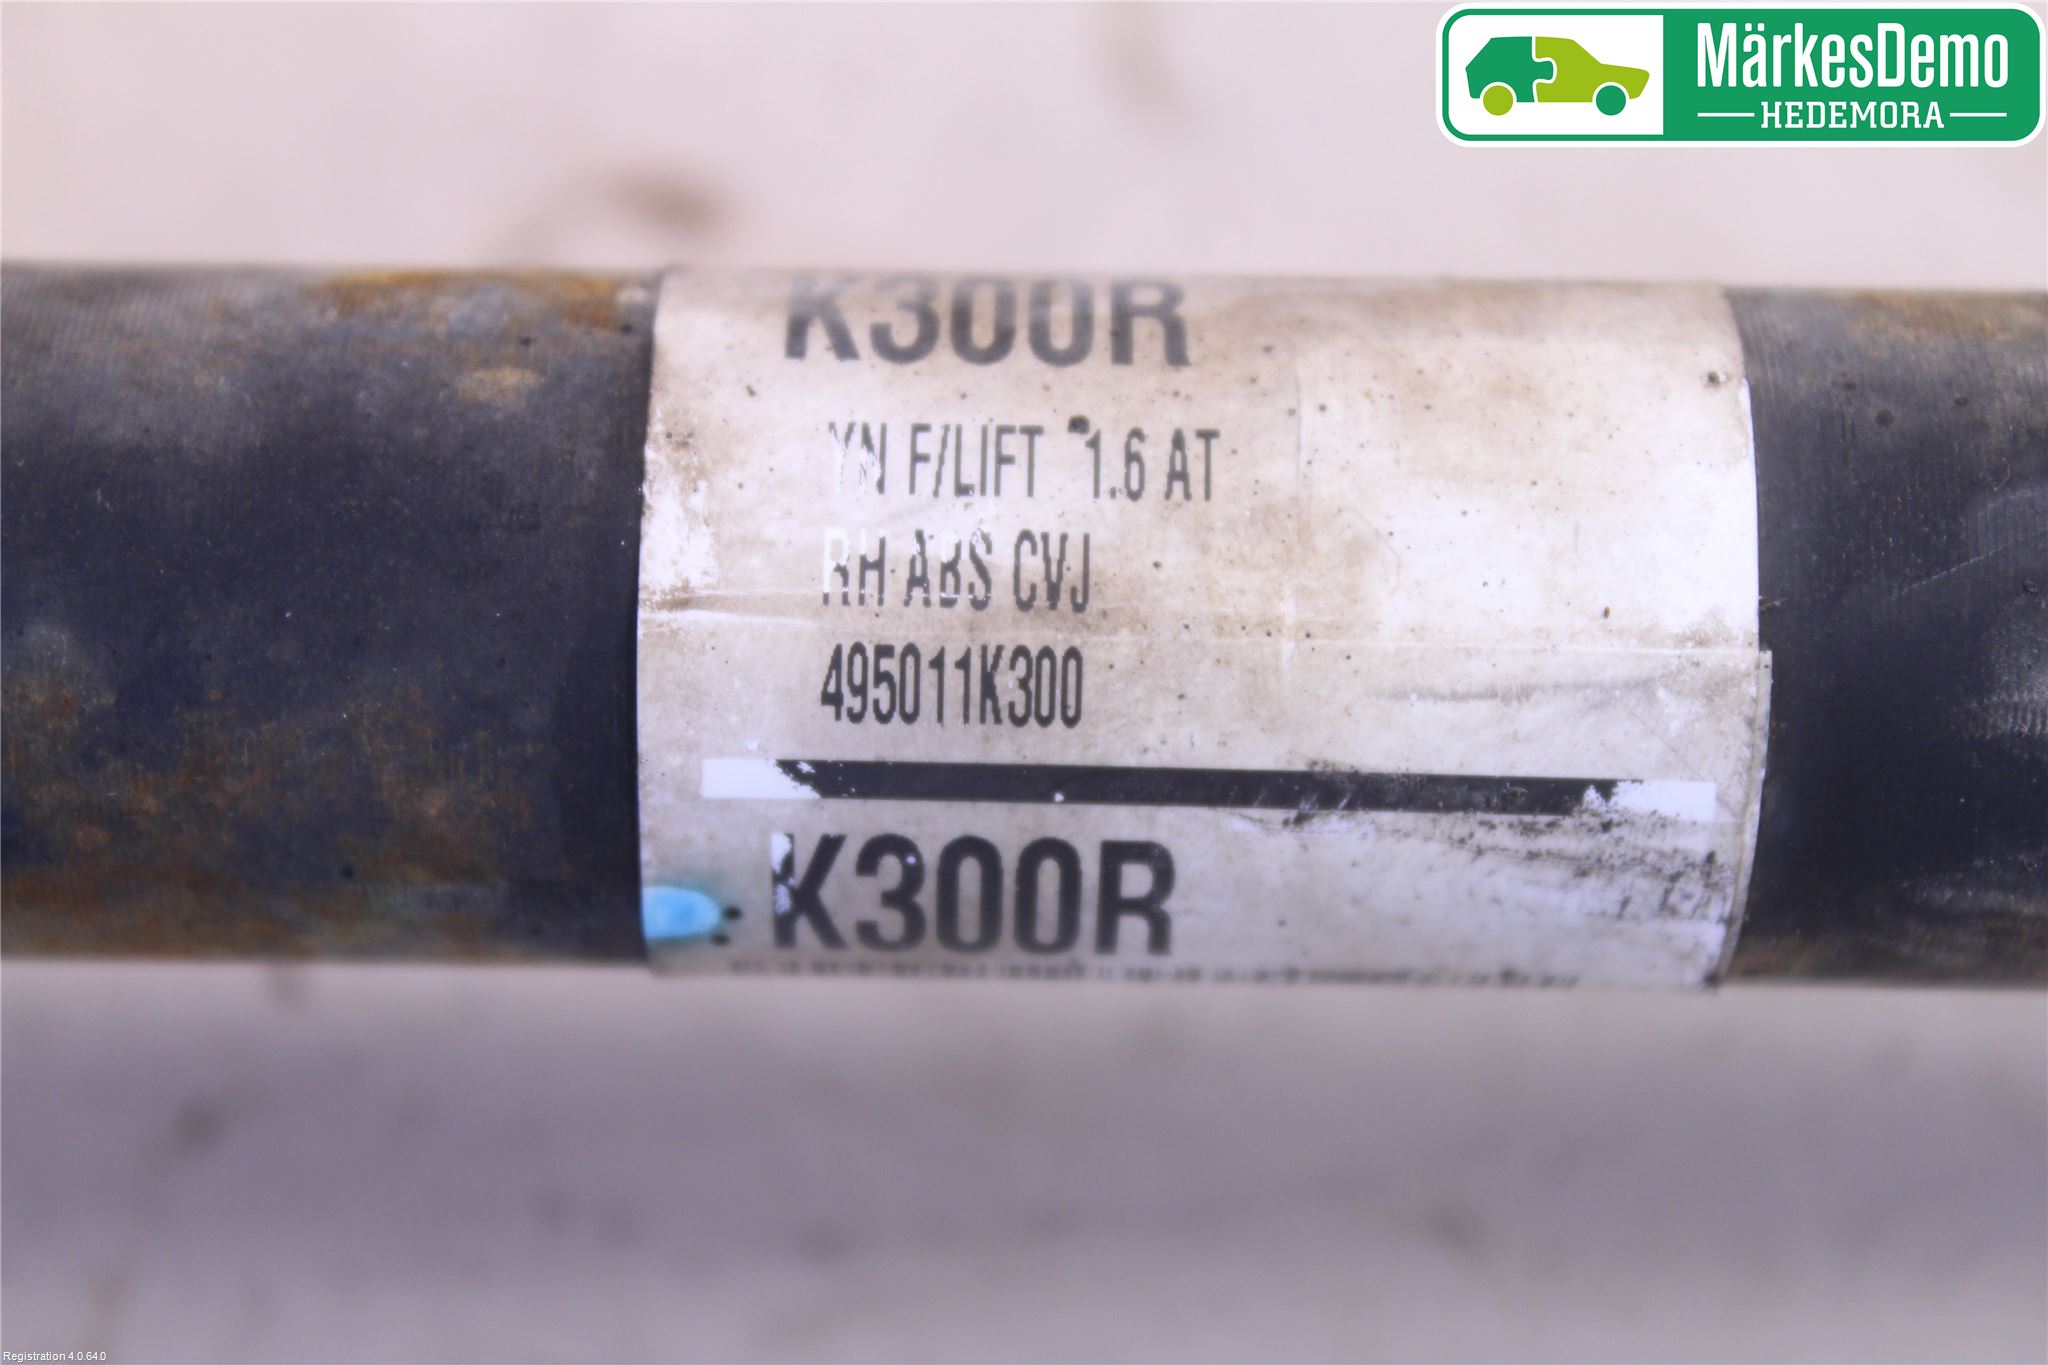 MärkesDemo
HEDEMORA
K300R
YN F/LIFT 1.6 AT
RH ABS CVJ
495011K300
K300R
Registration 4.0.64.0